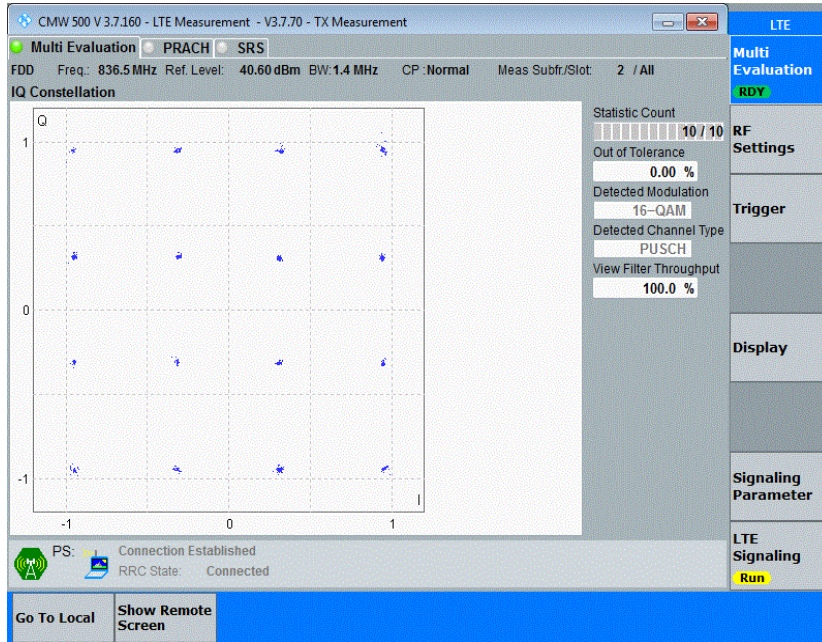 CMW 500 V 3.7.160 - LTE Measurement - V3.7.70 - TX Measurement
LTE
Multi Evaluation PRACH SRS
FDD Freq.: 836.5 MHz Ref. Level: 40.60 dBm BW: 1.4 MHz CP : Normal Meas Subfr./Slot: 2 / All
IQ Constellation
Q
1
0
-1
-1 0 1
I
Statistic Count
10 / 10
Out of Tolerance
0.00 %
Detected Modulation
16-QAM
Detected Channel Type
PUSCH
View Filter Throughput
100.0 %
Multi
Evaluation
RDY
RF
Settings
Trigger
Display
Signaling
Parameter
LTE
Signaling
Run
PS: Connection Established
RRC State: Connected
Go To Local
Show Remote
Screen